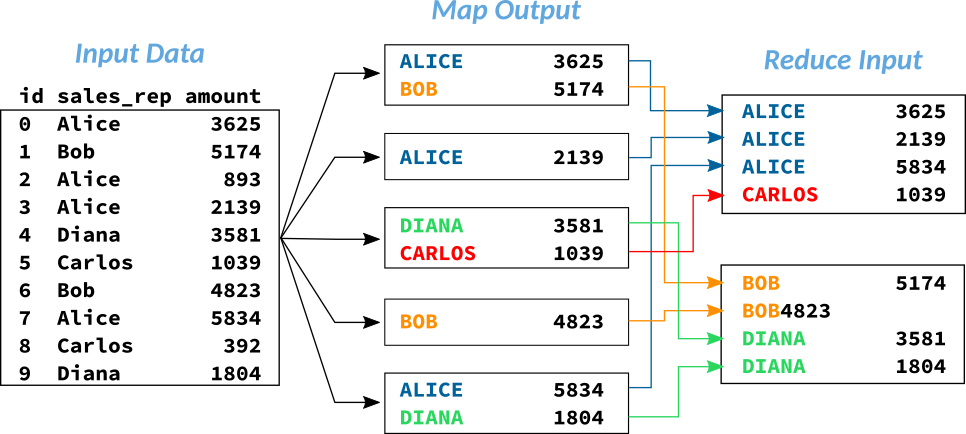 Map Output
Input Data
Reduce Input
id sales_rep amount
0 Alice 3625
1 Bob 5174
2 Alice 893
3 Alice 2139
4 Diana 3581
5 Carlos 1039
6 Bob 4823
7 Alice 5834
8 Carlos 392
9 Diana 1804
ALICE 3625
BOB 5174
ALICE 2139
DIANA 3581
CARLOS 1039
BOB 4823
ALICE 5834
DIANA 1804
ALICE 3625
ALICE 2139
ALICE 5834
CARLOS 1039
BOB 5174
BOB4823
DIANA 3581
DIANA 1804